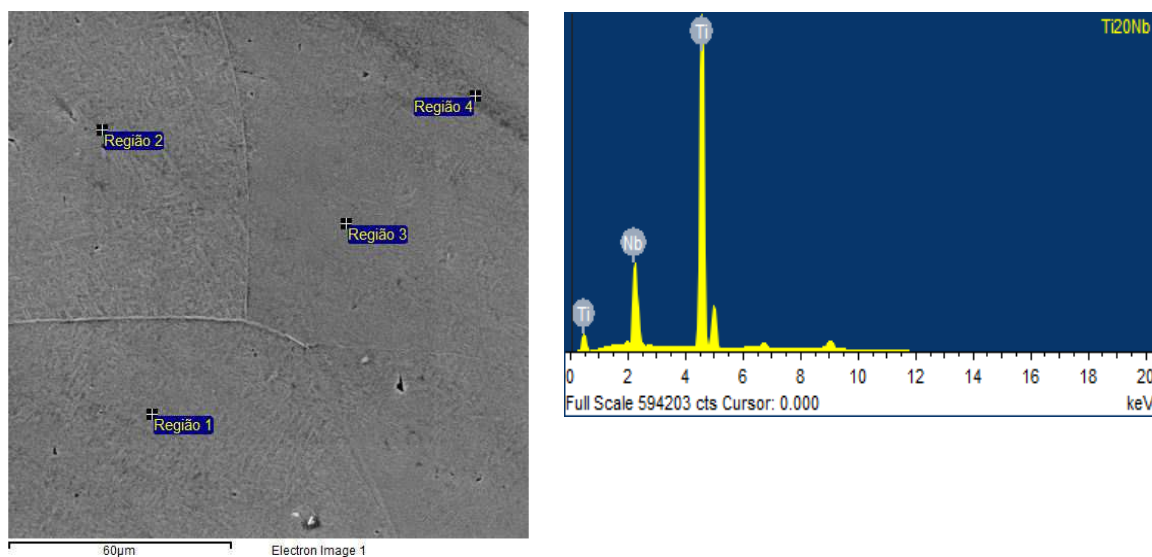 Região 4
Região 2
Região 3
Região 1
60µm Electron Image 1
Ti20Nb
Ti
Nb
Ti
0 2 4 6 8 10 12 14 16 18 20
Full Scale 594203 cts Cursor: 0.000 keV